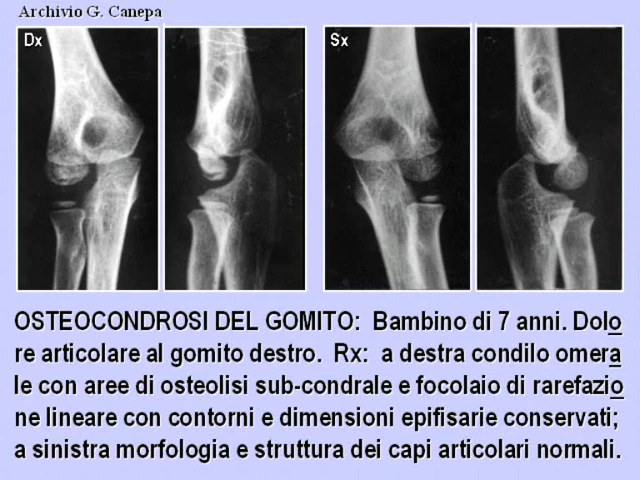 Archivio G. Canepa
Dx
Sx
OSTEOCONDROSI DEL GOMITO: Bambino di 7 anni. Dolo
re articolare al gomito destro. Rx: a destra condilo omera
le con aree di osteolisi sub-condrale e focolaio di rarefazio
ne lineare con contorni e dimensioni epifisarie conservati;
a sinistra morfologia e struttura dei capi articolari normali.